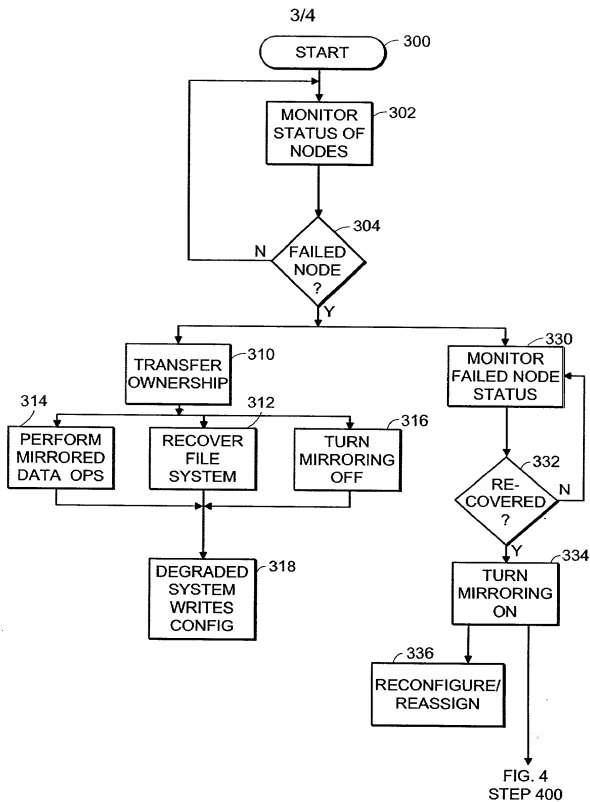 3/4
START
300
MONITOR
STATUS OF
NODES
302
304
FAILED
NODE
?
N
Y
TRANSFER
OWNERSHIP
310
MONITOR
FAILED NODE
STATUS
330
314
PERFORM
MIRRORED
DATA OPS
312
RECOVER
FILE
SYSTEM
316
TURN
MIRRORING
OFF
332
RE-
COVERED
?
N
Y
318
DEGRADED
SYSTEM
WRITES
CONFIG
334
TURN
MIRRORING
ON
336
RECONFIGURE/
REASSIGN
FIG. 4
STEP 400